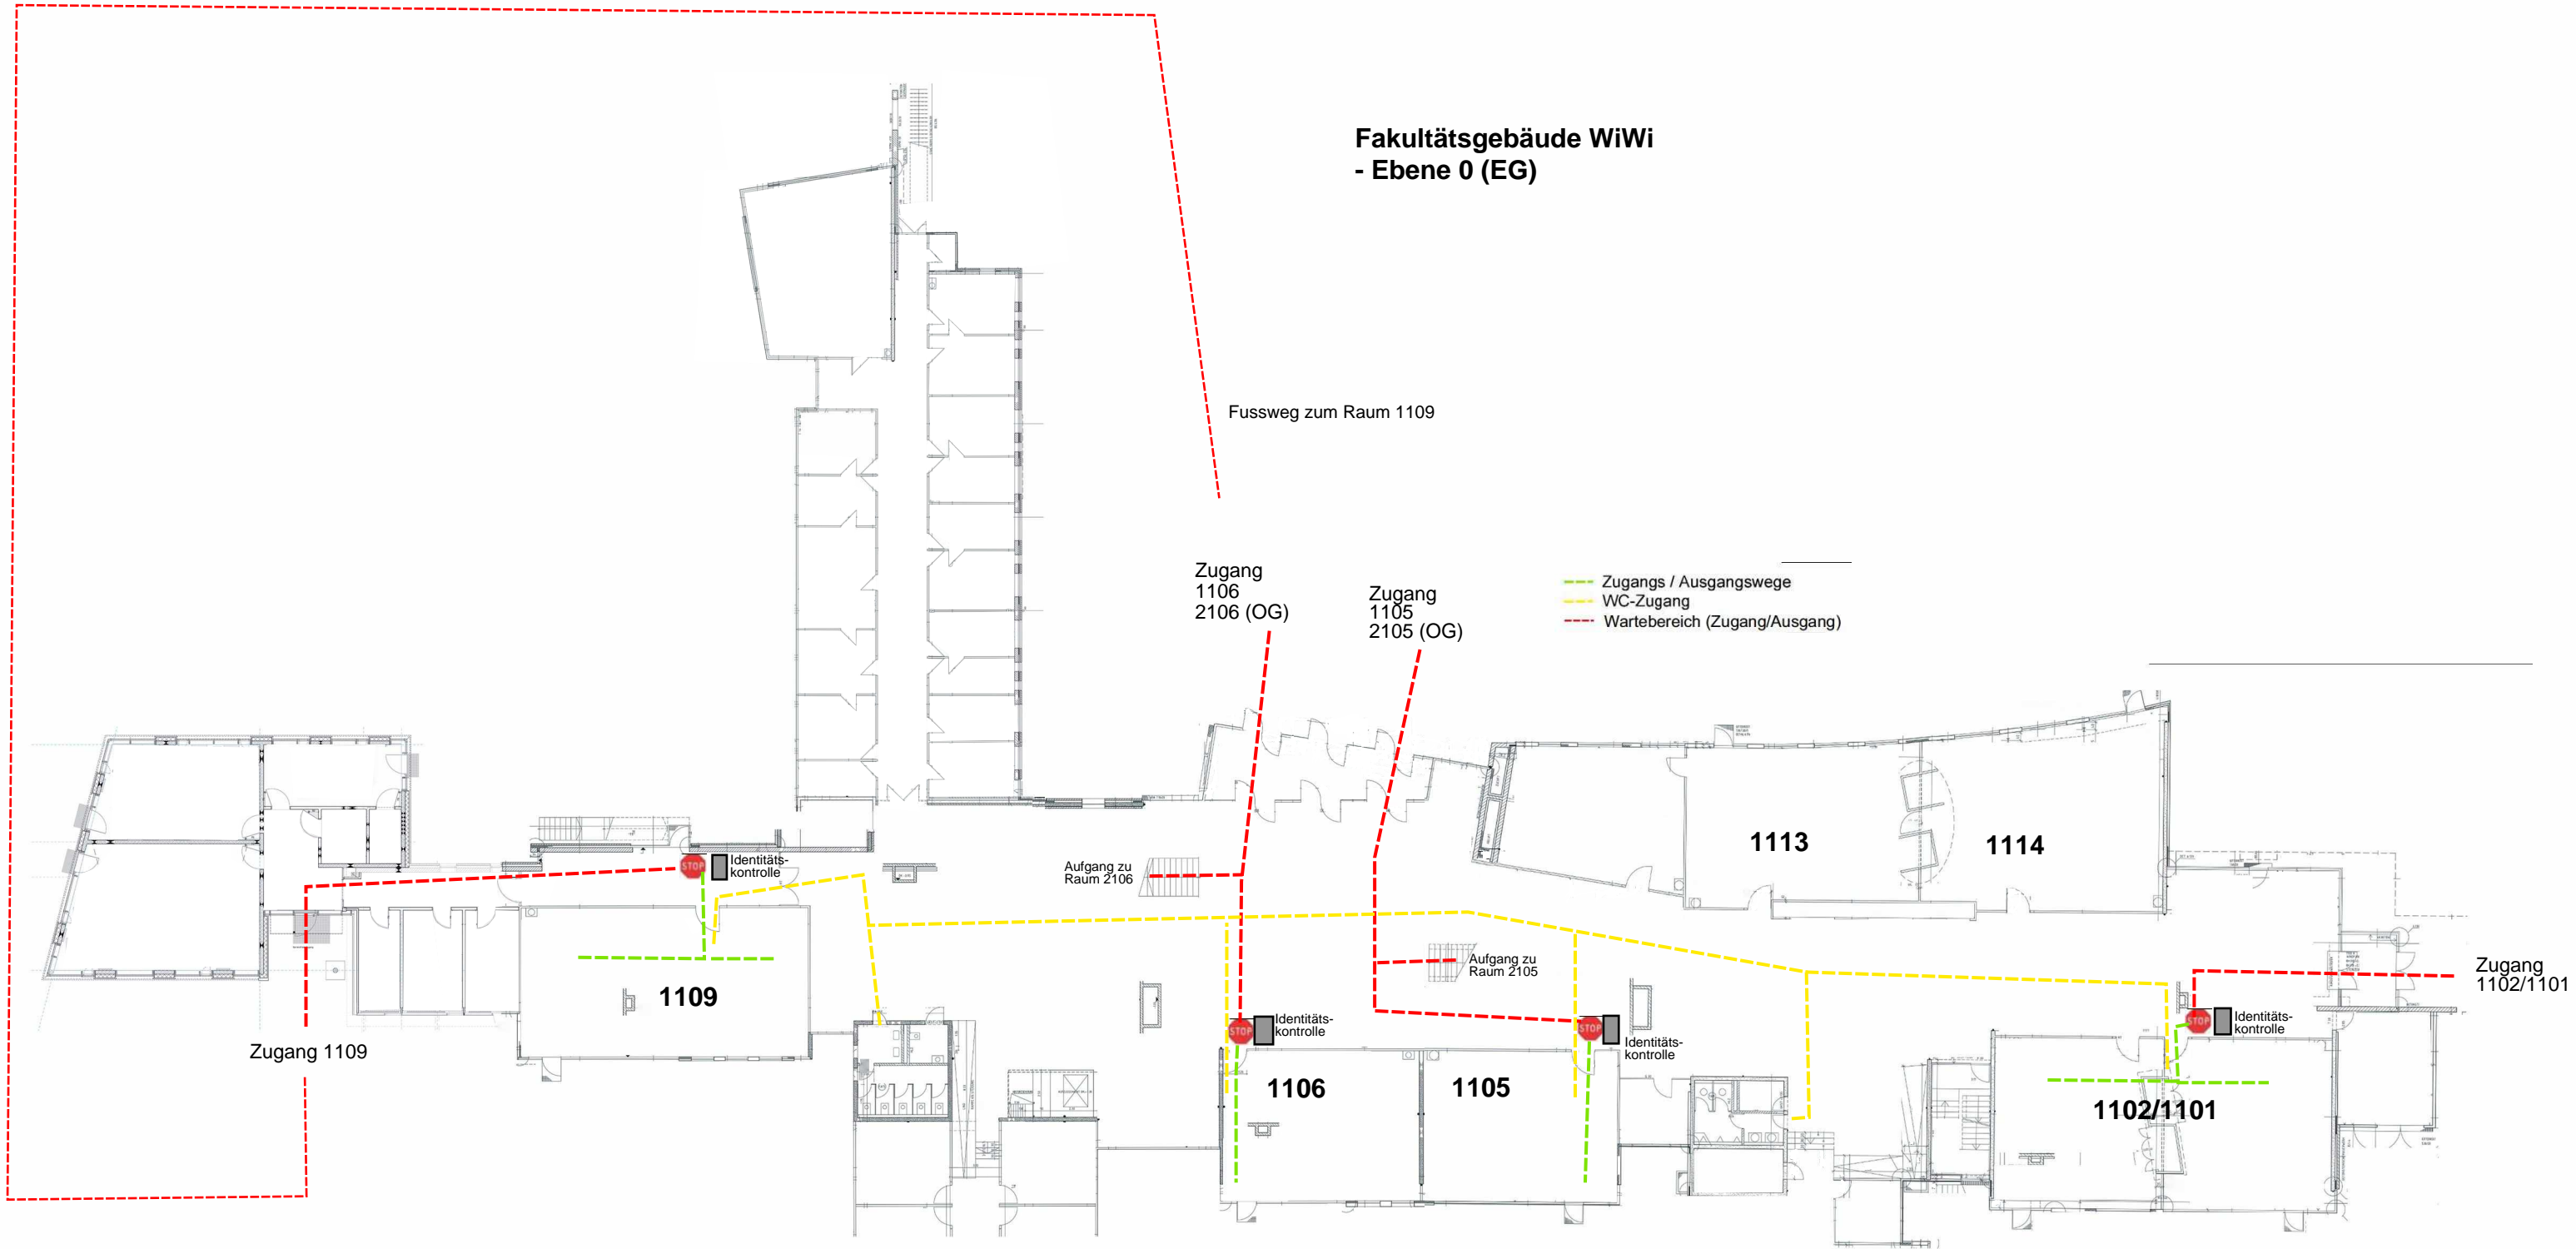 Fakultätsgebäude WiWi
- Ebene 0 (EG)
Fussweg zum Raum 1109
Zugang
1106
2106 (OG)
Zugang
1105
2105 (OG)
Zugangs / Ausgangswege
WC-Zugang
Wartebereich (Zugang/Ausgang)
1113
1114
STOP
Identitäts-
kontrolle
Aufgang zu
Raum 2106
Aufgang zu
Raum 2105
Zugang
1102/1101
1109
Zugang 1109
STOP
Identitäts-
kontrolle
STOP
Identitäts-
kontrolle
STOP
Identitäts-
kontrolle
1106
1105
1102/1101